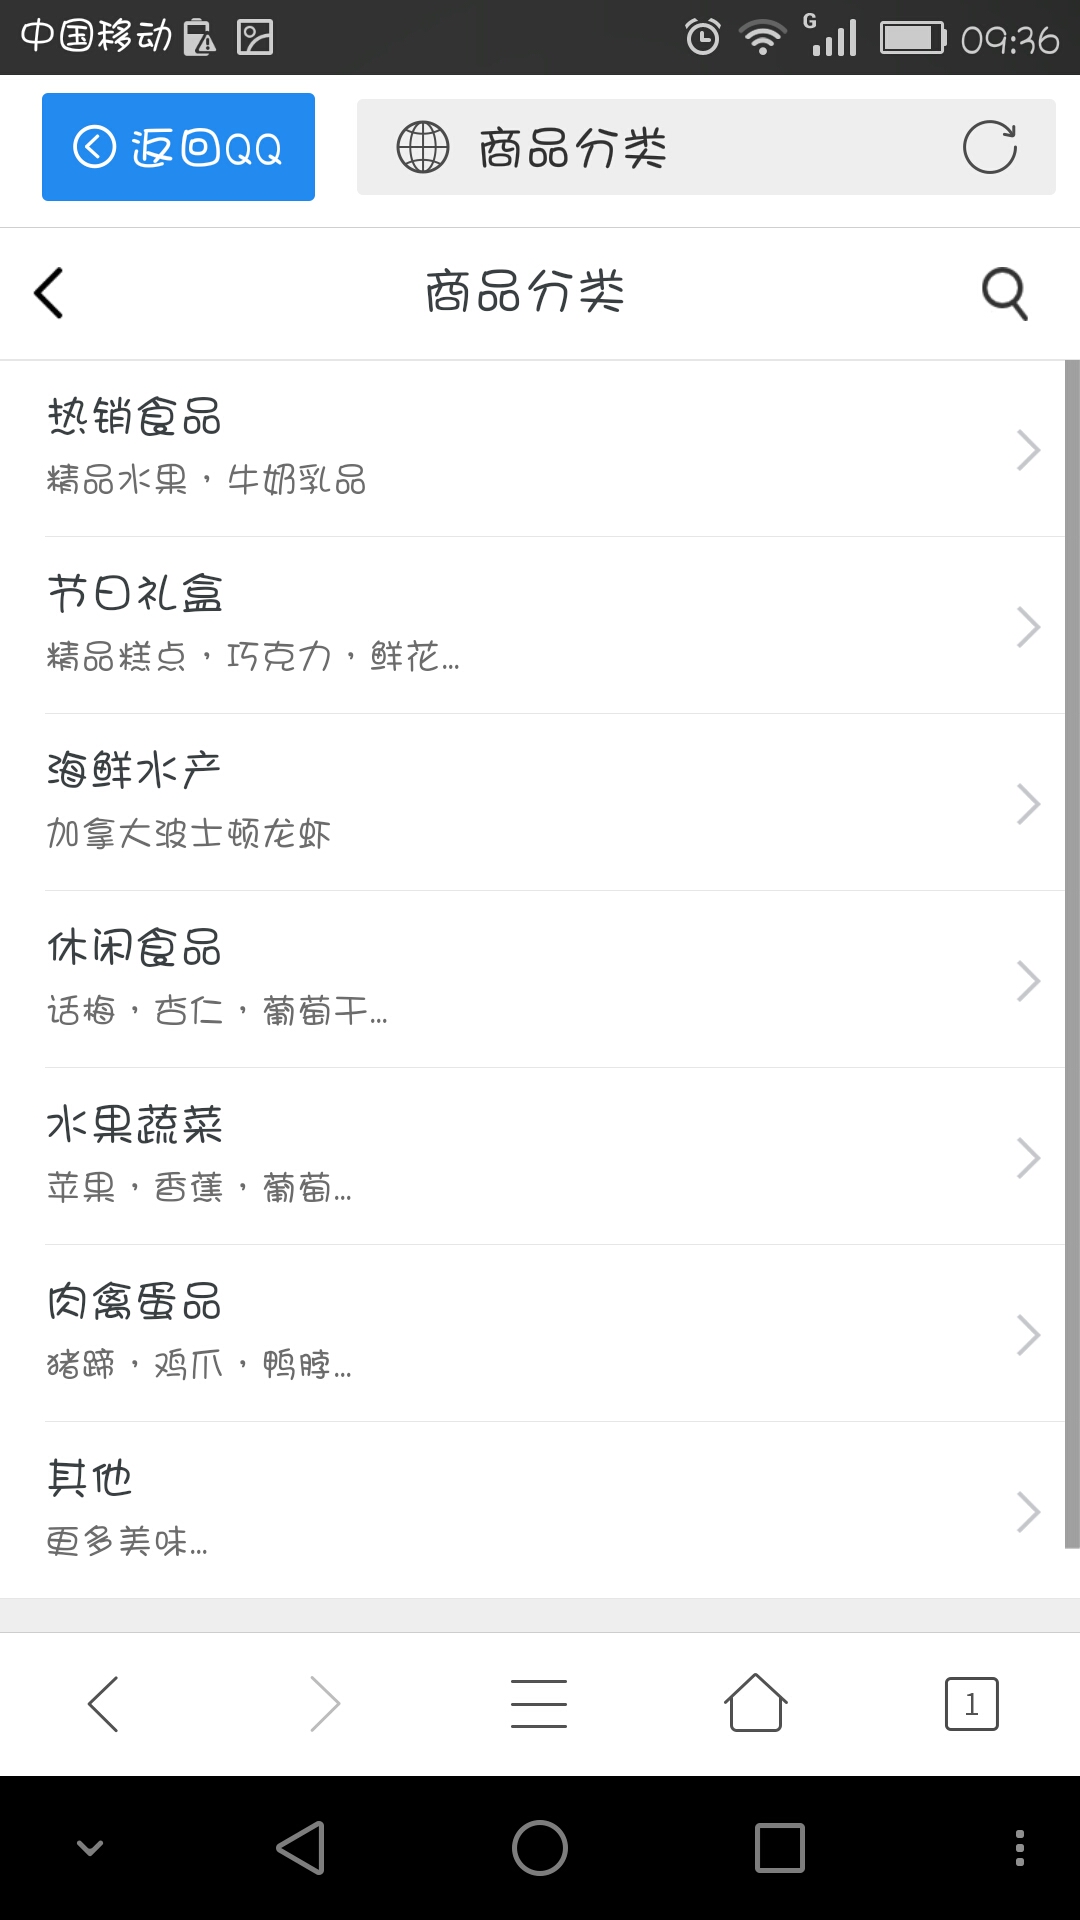 中国移动 G 09:36
返回QQ 商品分类
商品分类
热销食品
精品水果，牛奶乳品
节日礼盒
精品糕点，巧克力，鲜花...
海鲜水产
加拿大波士顿龙虾
休闲食品
话梅，杏仁，葡萄干...
水果蔬菜
苹果，香蕉，葡萄...
肉禽蛋品
猪蹄，鸡爪，鸭脖...
其他
更多美味...
1